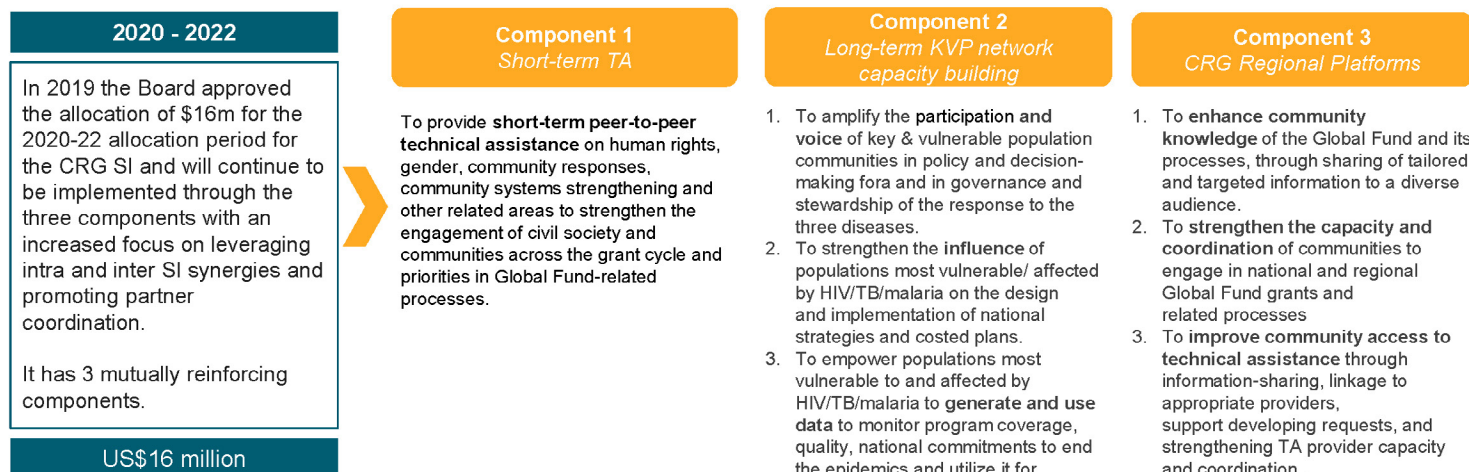 2020 - 2022
In 2019 the Board approved
the allocation of $16m for the
2020-22 allocation period for
the CRG SI and will continue to
be implemented through the
three components with an
increased focus on leveraging
intra and inter SI synergies and
promoting partner
coordination.
It has 3 mutually reinforcing
components.
US$16 million
Component 1
Short-term TA
To provide short-term peer-to-peer
technical assistance on human rights,
gender, community responses,
community systems strengthening and
other related areas to strengthen the
engagement of civil society and
communities across the grant cycle and
priorities in Global Fund-related
processes.
Component 2
Long-term KVP network
capacity building
1. To amplify the participation and
voice of key & vulnerable population
communities in policy and decision-
making fora and in governance and
stewardship of the response to the
three diseases.
2. To strengthen the influence of
populations most vulnerable/ affected
by HIV/TB/malaria on the design
and implementation of national
strategies and costed plans.
3. To empower populations most
vulnerable to and affected by
HIV/TB/malaria to generate and use
data to monitor program coverage,
quality, national commitments to end
the epidemics and utilize it for
Component 3
CRG Regional Platforms
1. To enhance community
knowledge of the Global Fund and its
processes, through sharing of tailored
and targeted information to a diverse
audience.
2. To strengthen the capacity and
coordination of communities to
engage in national and regional
Global Fund grants and
related processes
3. To improve community access to
technical assistance through
information-sharing, linkage to
appropriate providers,
support developing requests, and
strengthening TA provider capacity
and coordination